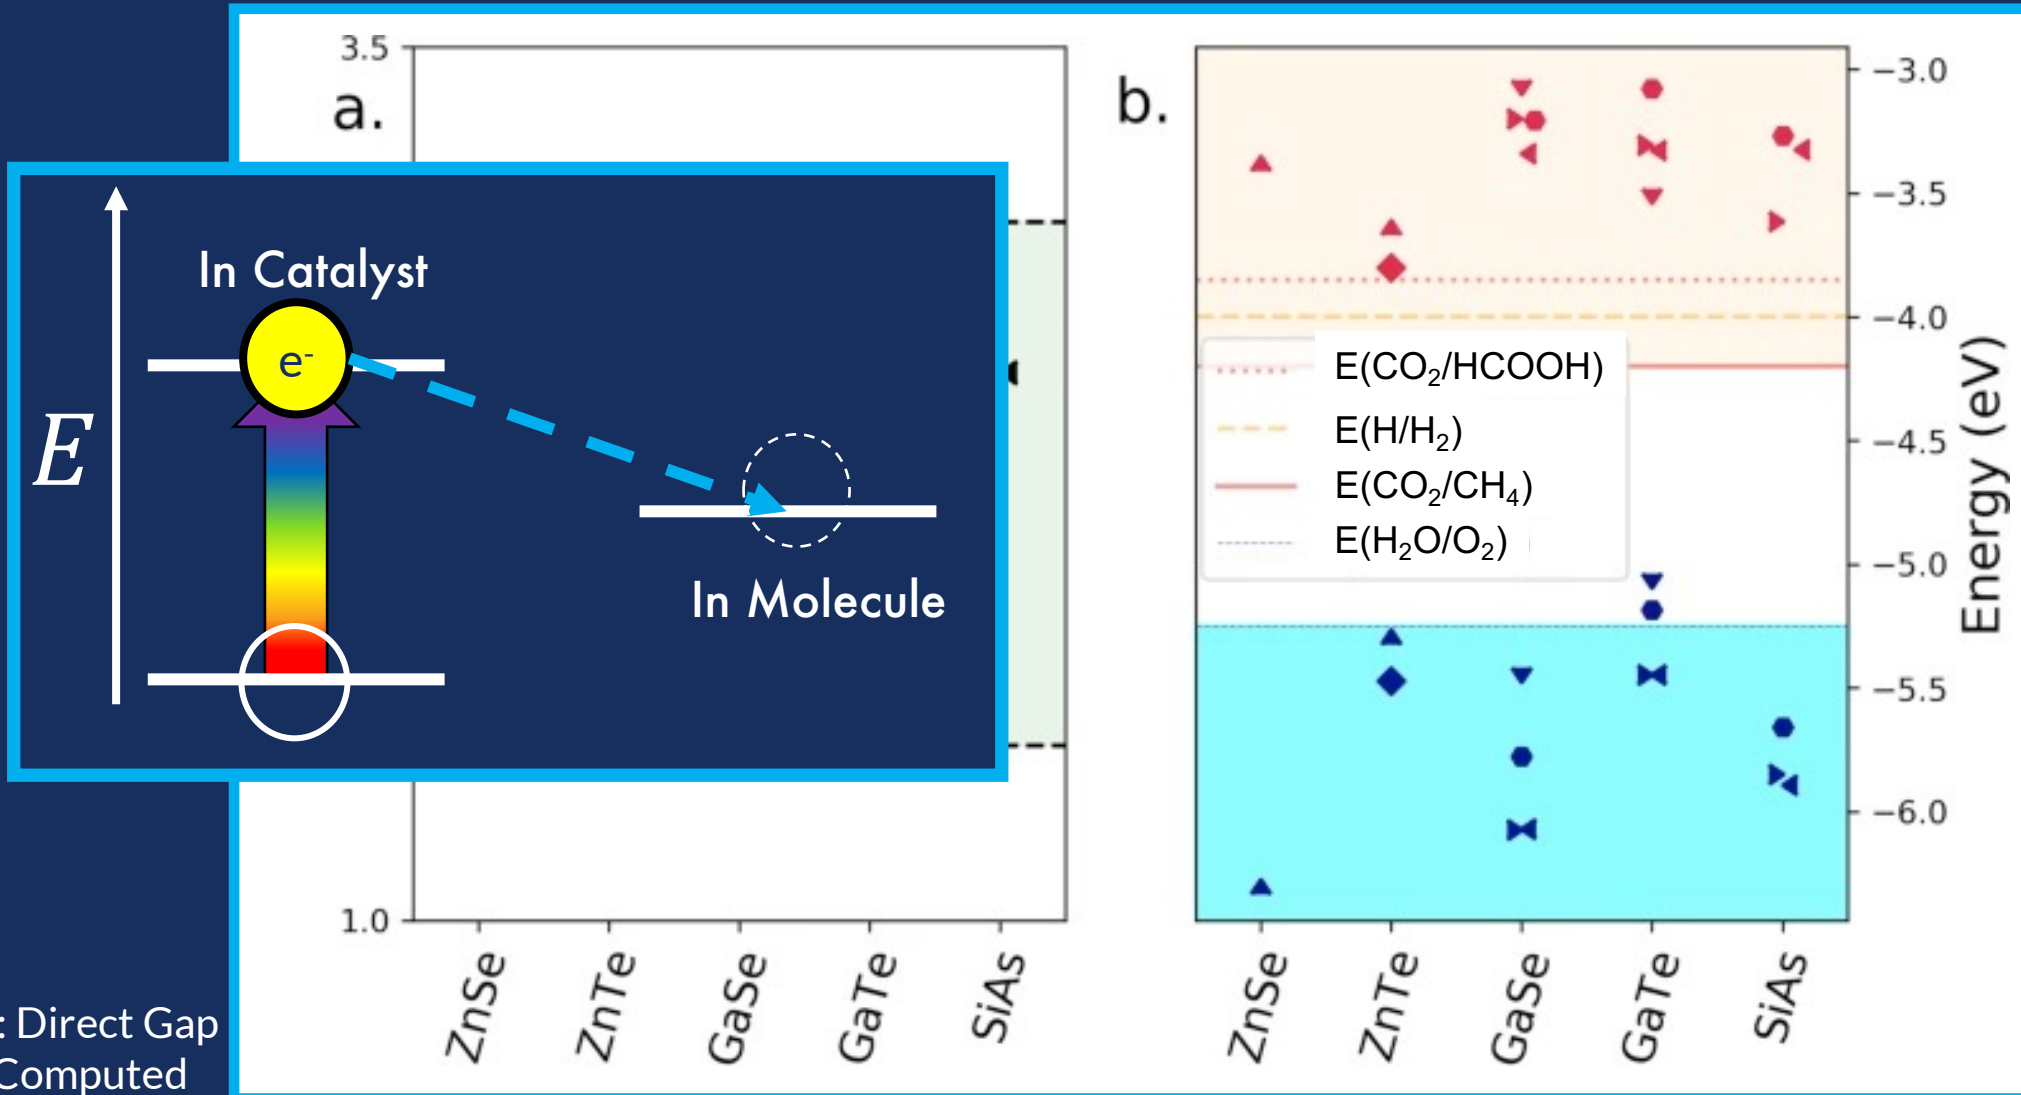 3.5
a.
1.0
ZnSe
ZnTe
GaSe
GaTe
SiAs
E
In Catalyst
e-
In Molecule
: Direct Gap
Computed
b.
E(CO₂/HCOOH)
E(H/H₂)
E(CO₂/CH₄)
E(H₂O/O₂)
−3.0
−3.5
−4.0
−4.5
−5.0
−5.5
−6.0
Energy (eV)
ZnSe
ZnTe
GaSe
GaTe
SiAs